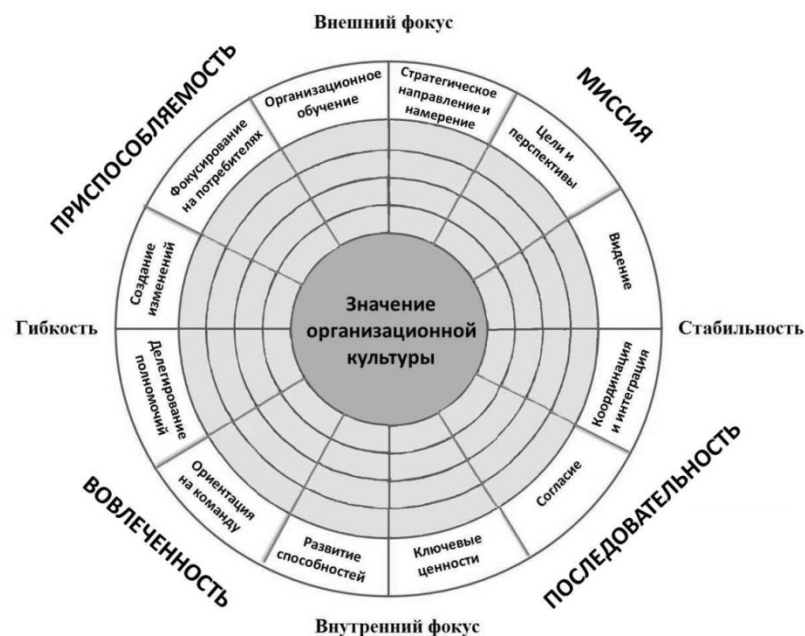 Внешний фокус
ПРИСПОСОБЛЯЕМОСТЬ
МИССИЯ
Организационное
обучение
Стратегическое
направление и
намерение
Фокусирование
на потребителях
Цели и
перспективы
Создание
изменений
Видение
Значение
организационной
культуры
Гибкость
Стабильность
Делегирование
полномочий
Координация
и интеграция
Ориентация
на команду
Согласие
Развитие
способностей
Ключевые
ценности
ВОВЛЕЧЕННОСТЬ
ПОСЛЕДОВАТЕЛЬНОСТЬ
Внутренний фокус